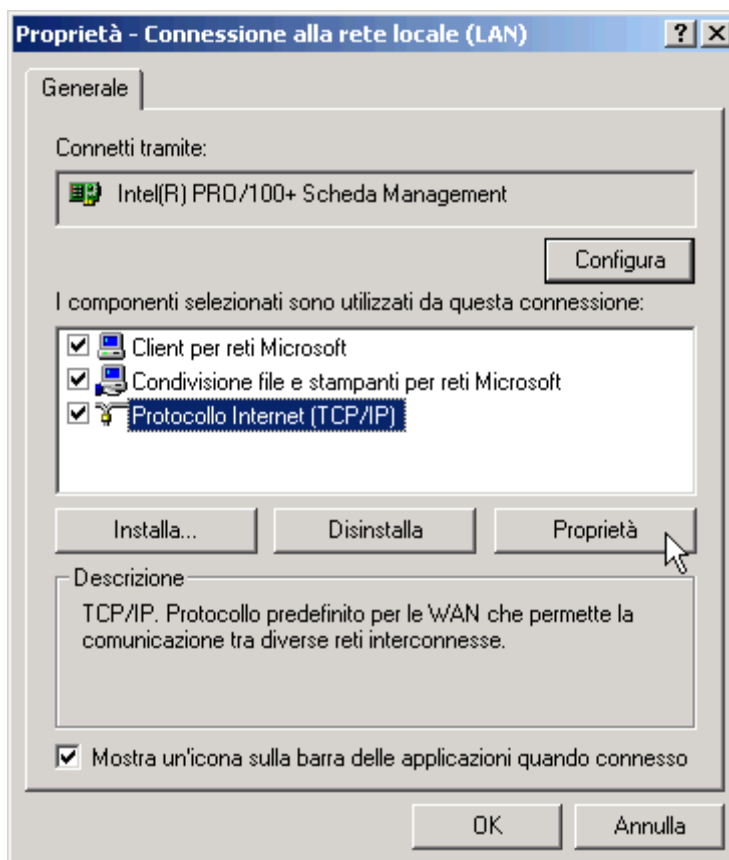 Proprietà - Connessione alla rete locale (LAN)
Generale
Connetti tramite:
Intel(R) PRO/100+ Scheda Management
Configura
I componenti selezionati sono utilizzati da questa connessione:
Client per reti Microsoft
Condivisione file e stampanti per reti Microsoft
Protocollo Internet (TCP/IP)
Installa...
Disinstalla
Proprietà
Descrizione
TCP/IP. Protocollo predefinito per le WAN che permette la
comunicazione tra diverse reti interconnesse.
Mostra un'icona sulla barra delle applicazioni quando connesso
OK
Annulla